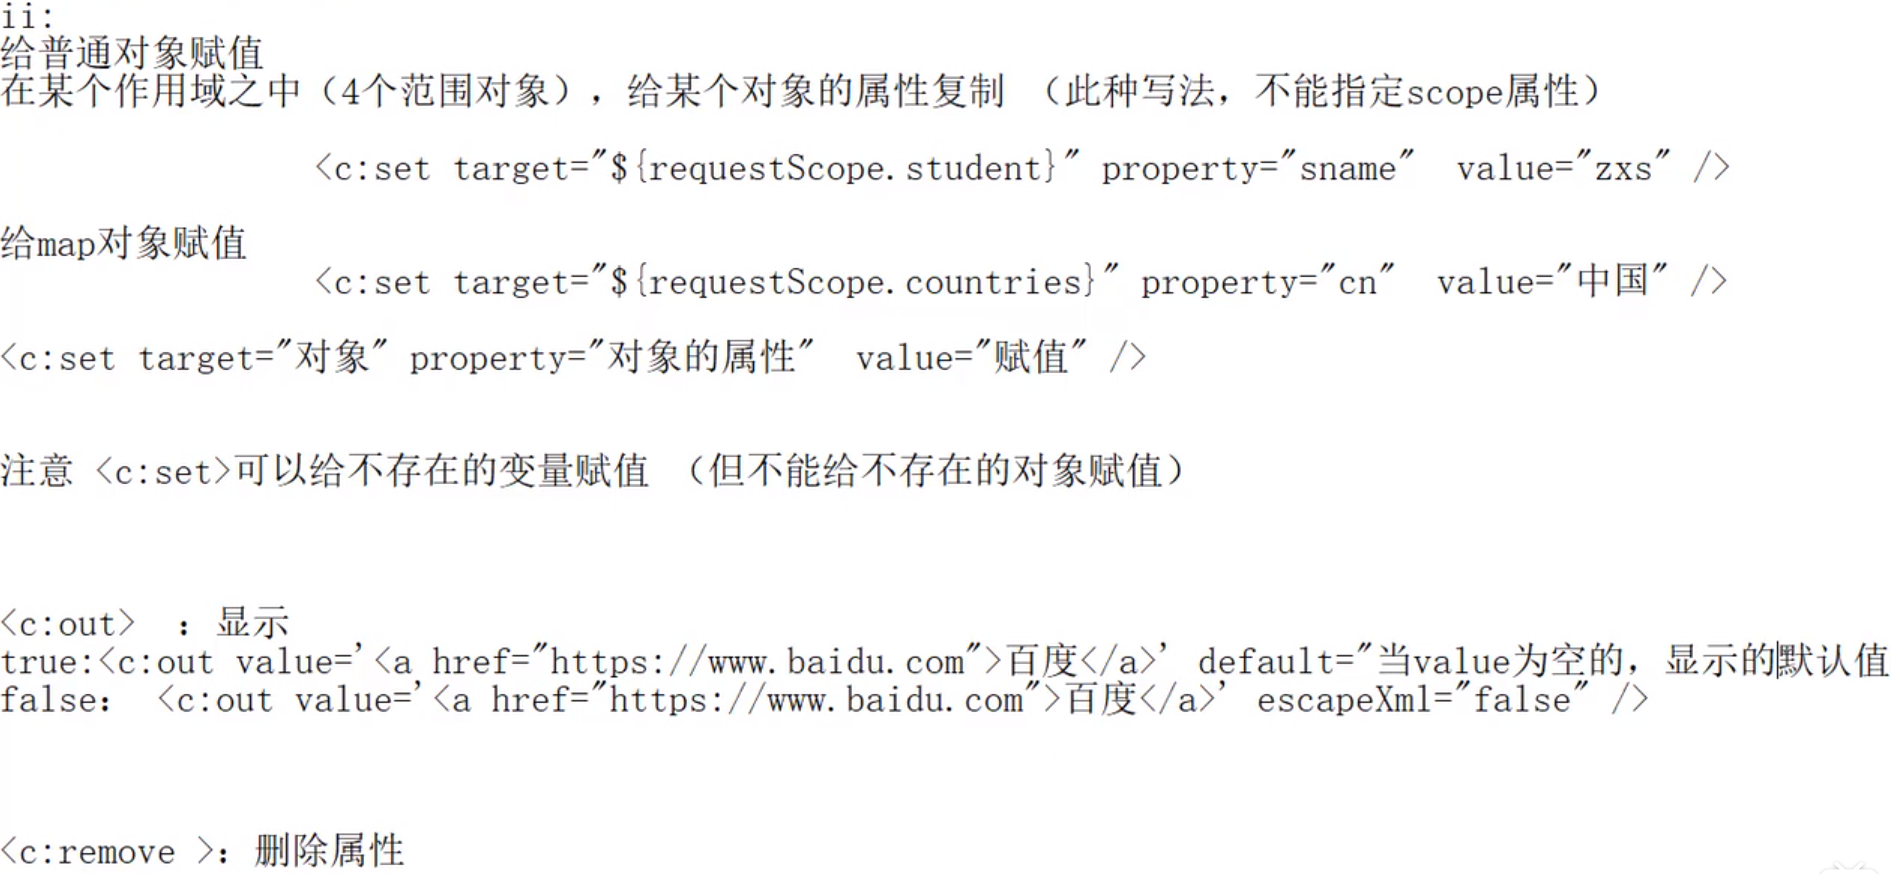 ii:
给普通对象赋值
在某个作用域之中（4个范围对象），给某个对象的属性复制 （此种写法，不能指定scope属性）
<c:set target="${requestScope.student}" property="sname"  value="zxs" />
给map对象赋值
<c:set target="${requestScope.countries}" property="cn"  value="中国" />
<c:set target="对象" property="对象的属性"  value="赋值" />
注意 <c:set>可以给不存在的变量赋值 （但不能给不存在的对象赋值）
<c:out> ：显示
true:<c:out value='<a href="https://www.baidu.com">百度</a>' default="当value为空的，显示的默认值
false: <c:out value='<a href="https://www.baidu.com">百度</a>' escapeXml="false" />
<c:remove >：删除属性